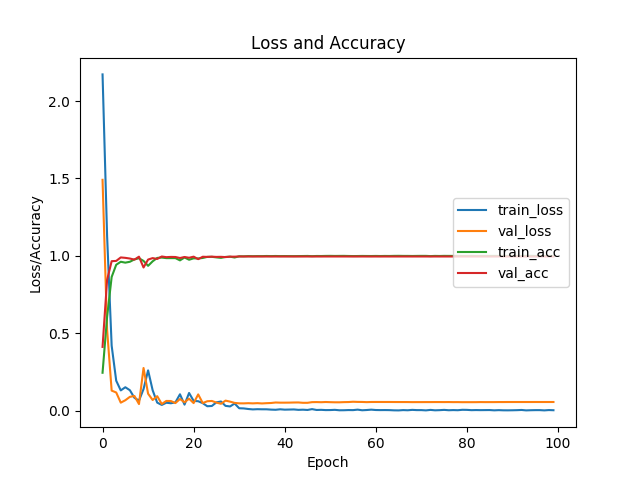 Loss and Accuracy
2.0
1.5
1.0
0.5
0.0
Loss/Accuracy
train_loss
val_loss
train_acc
val_acc
0 20 40 60 80 100
Epoch